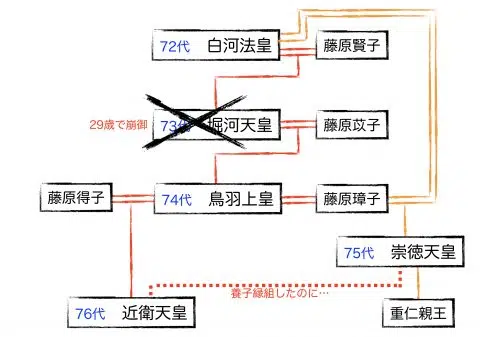 72代 白河法皇 藤原賢子
29歳で崩御 73代 堀河天皇 藤原苡子
藤原得子 74代 鳥羽上皇 藤原璋子
75代 崇徳天皇
養子縁組したのに…
76代 近衛天皇 重仁親王